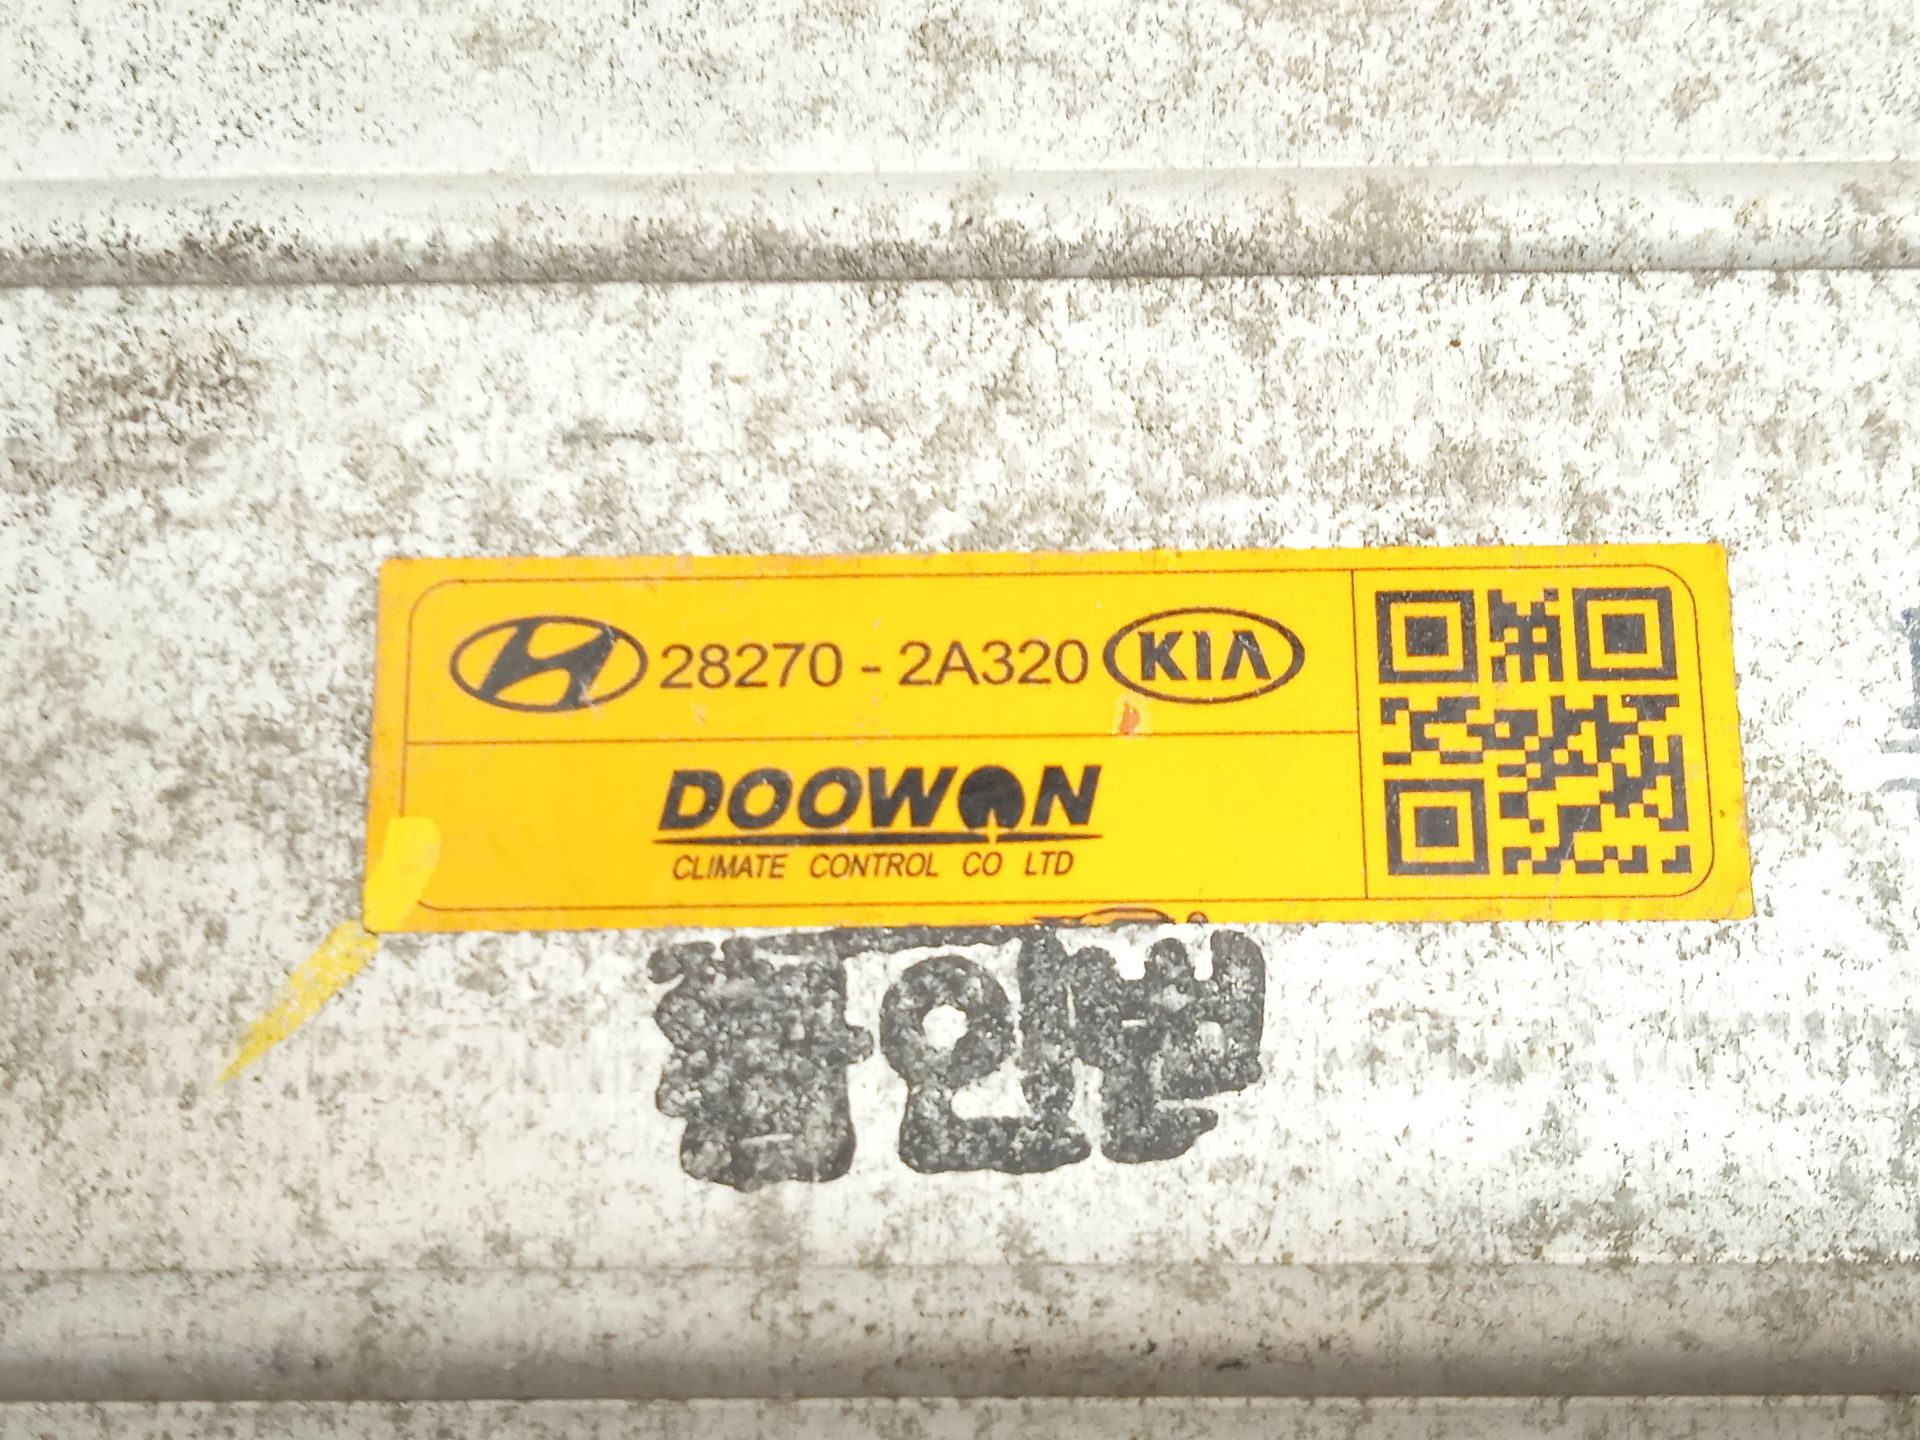 28270 - 2A320 KIA
DOOWON
CLIMATE CONTROL CO LTD